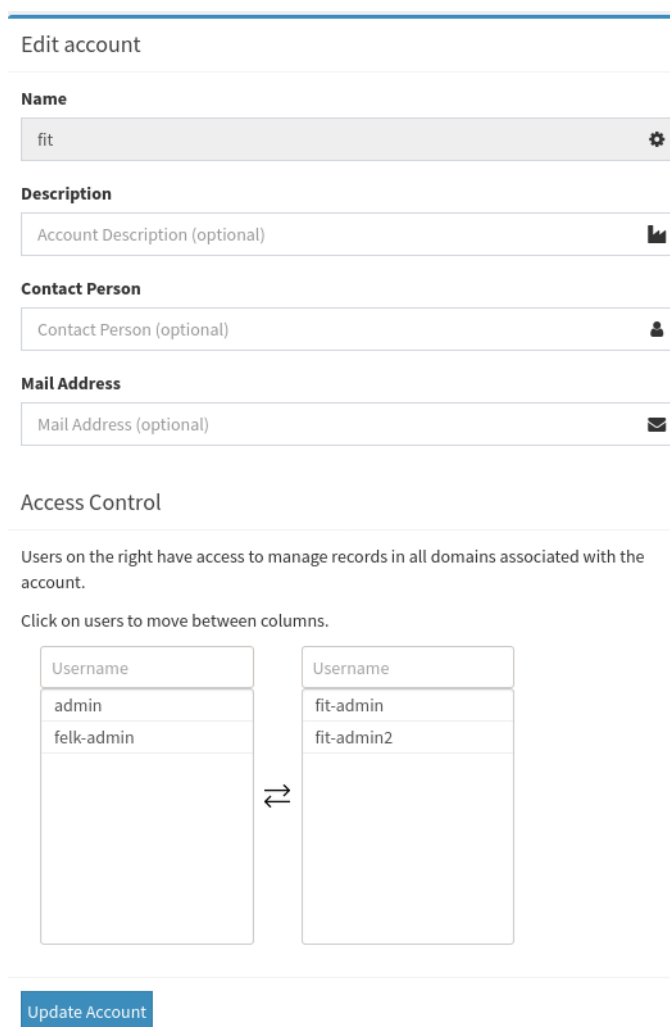 Edit account
Name
fit
Description
Account Description (optional)
Contact Person
Contact Person (optional)
Mail Address
Mail Address (optional)
Access Control
Users on the right have access to manage records in all domains associated with the
account.
Click on users to move between columns.
Username Username
admin fit-admin
felk-admin fit-admin2
Update Account